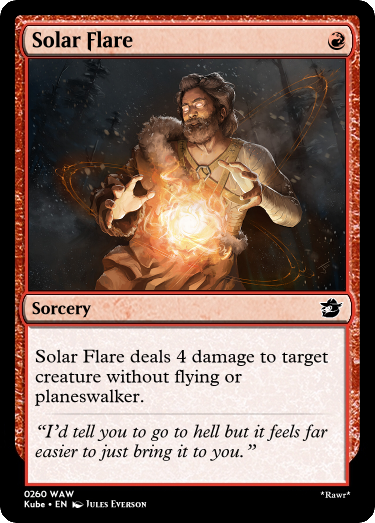 Solar Flare
Sorcery
Solar Flare deals 4 damage to target
creature without flying or
planeswalker.
“I'd tell you to go to hell but it feels far
easier to just bring it to you.”
0260 WAW
Kube • EN Jules Everson
*Rawr*